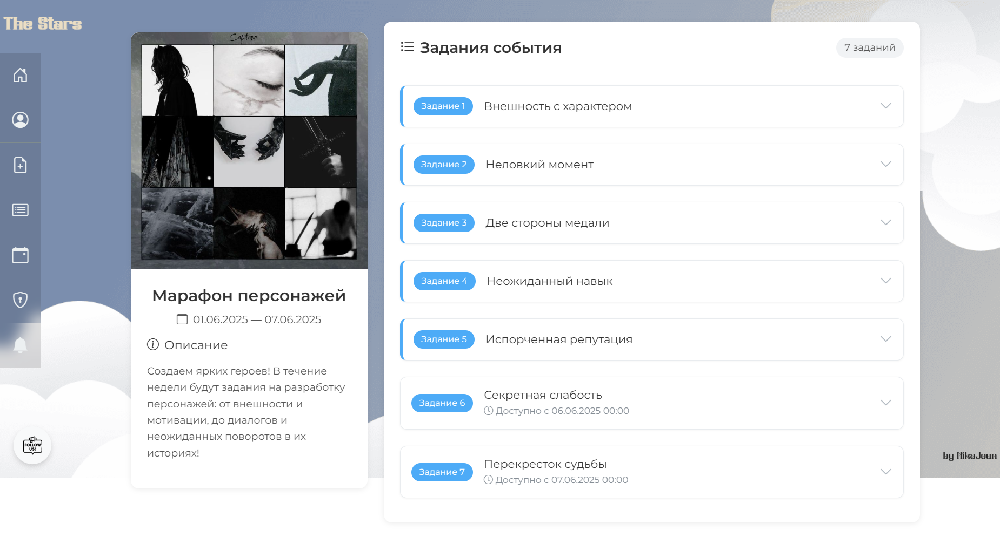 The Stars
Capitano
Марафон персонажей
01.06.2025 — 07.06.2025
Описание
Создаем ярких героев! В течение
недели будут задания на разработку
персонажей: от внешности и
мотивации, до диалогов и
неожиданных поворотов в их
историях!
Задания события
7 заданий
Задание 1 Внешность с характером
Задание 2 Неловкий момент
Задание 3 Две стороны медали
Задание 4 Неожиданный навык
Задание 5 Испорченная репутация
Задание 6 Секретная слабость
Доступно с 06.06.2025 00:00
Задание 7 Перекресток судьбы
Доступно с 07.06.2025 00:00
FOLLOW
US!
by NikaJoun